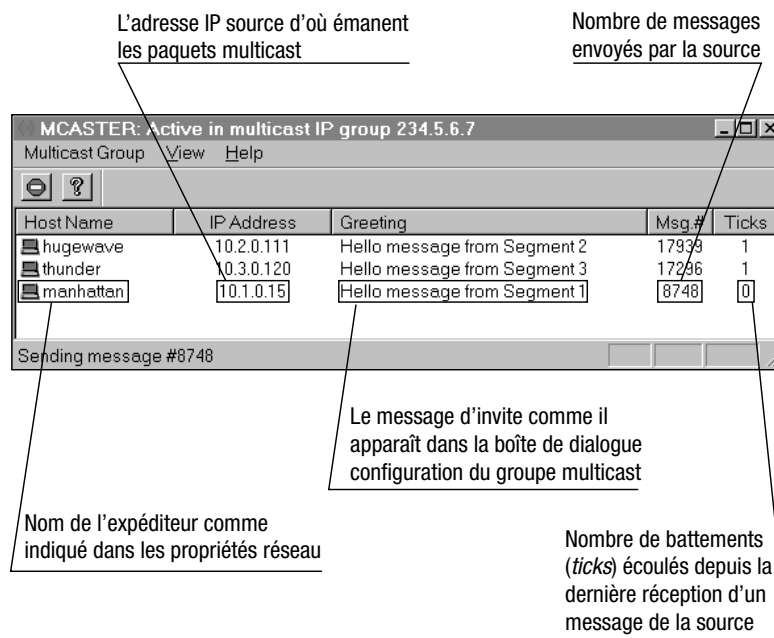 L'adresse IP source d'où émanent
les paquets multicast
Nombre de messages
envoyés par la source
MCASTER: Active in multicast IP group 234.5.6.7
Multicast Group View Help
Host Name IP Address Greeting Msg.# Ticks
hugewave 10.2.0.111 Hello message from Segment 2 17939 1
thunder 10.3.0.120 Hello message from Segment 3 17296 1
manhattan 10.1.0.15 Hello message from Segment 1 8748 0
Sending message #8748
Le message d'invite comme il
apparaît dans la boîte de dialogue
configuration du groupe multicast
Nom de l'expéditeur comme
indiqué dans les propriétés réseau
Nombre de battements
(ticks) écoulés depuis la
dernière réception d'un
message de la source